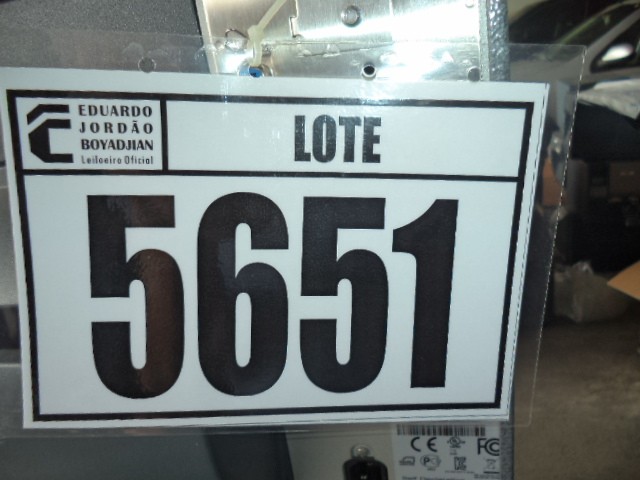 EDUARDO
JORDÃO
BOYADJIAN
Leiloeiro Oficial
LOTE
5651
CE FC